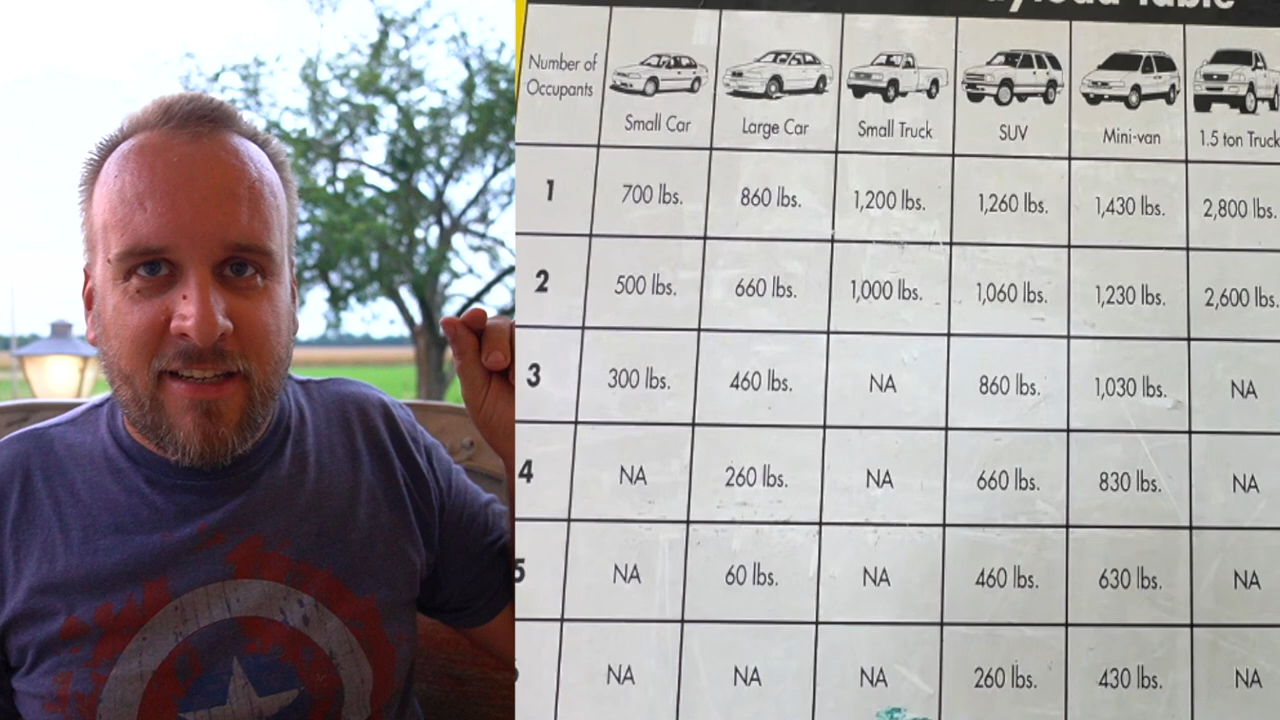 Payload Table
Number of
Occupants
Small Car
Large Car
Small Truck
SUV
Mini-van
1.5 ton Truck
1
700 lbs.
860 lbs.
1,200 lbs.
1,260 lbs.
1,430 lbs.
2,800 lbs.
2
500 lbs.
660 lbs.
1,000 lbs.
1,060 lbs.
1,230 lbs.
2,600 lbs.
3
300 lbs.
460 lbs.
NA
860 lbs.
1,030 lbs.
NA
4
NA
260 lbs.
NA
660 lbs.
830 lbs.
NA
5
NA
60 lbs.
NA
460 lbs.
630 lbs.
NA
NA
NA
NA
260 lbs.
430 lbs.
NA